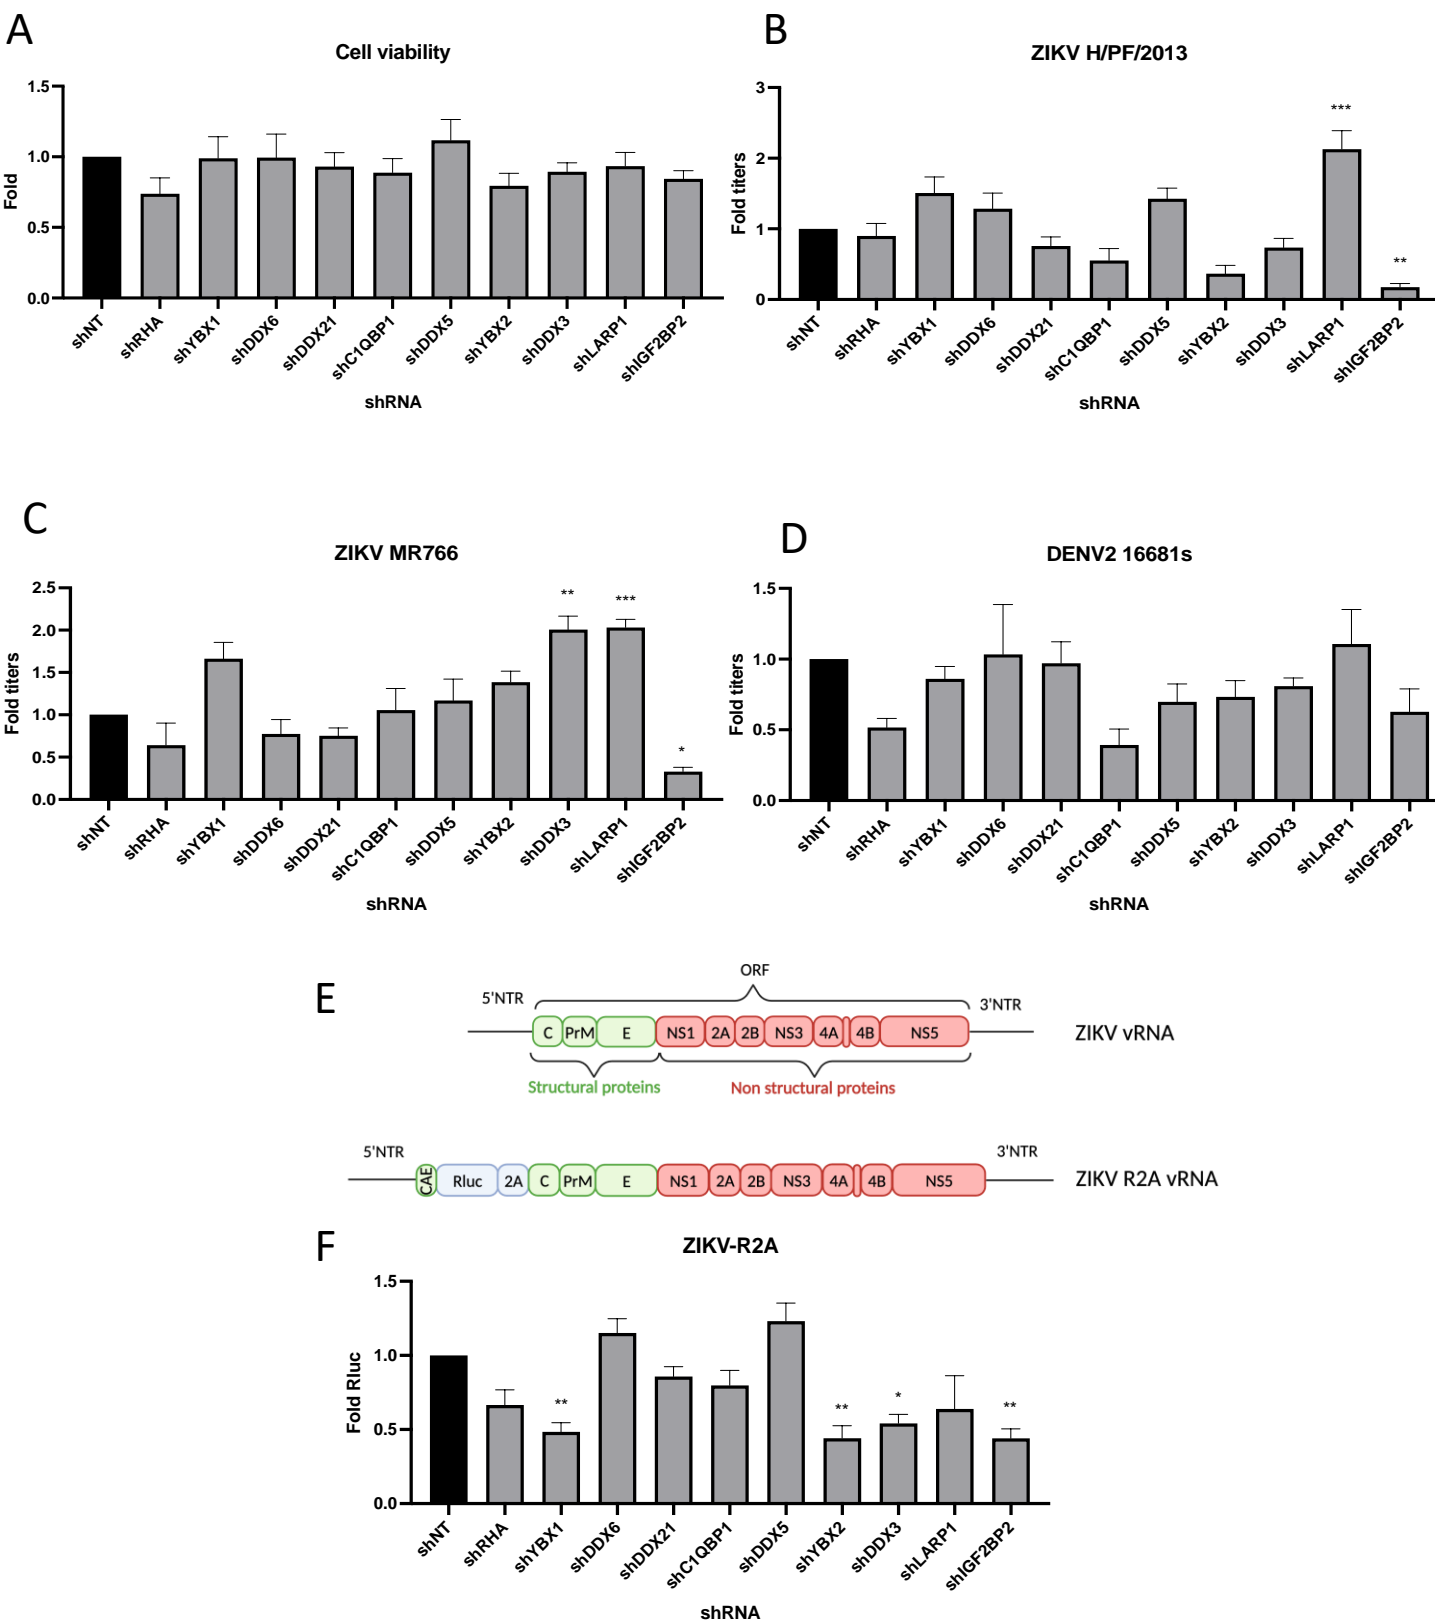 A
Cell viability
Fold
1.5
1.0
0.5
0.0
shNT
shRHA
shYBX1
shDDX6
shDDX21
shC1QBP1
shDDX5
shYBX2
shDDX3
shLARP1
shIGF2BP2
shRNA
B
ZIKV H/PF/2013
Fold titers
3
2
1
0
***
**
shNT
shRHA
shYBX1
shDDX6
shDDX21
shC1QBP1
shDDX5
shYBX2
shDDX3
shLARP1
shIGF2BP2
shRNA
C
ZIKV MR766
Fold titers
2.5
2.0
1.5
1.0
0.5
0.0
**
***
*
shNT
shRHA
shYBX1
shDDX6
shDDX21
shC1QBP1
shDDX5
shYBX2
shDDX3
shLARP1
shIGF2BP2
shRNA
D
DENV2 16681s
Fold titers
1.5
1.0
0.5
0.0
shNT
shRHA
shYBX1
shDDX6
shDDX21
shC1QBP1
shDDX5
shYBX2
shDDX3
shLARP1
shIGF2BP2
shRNA
E
ORF
5'NTR
3'NTR
C PrM E NS1 2A 2B NS3 4A 4B NS5
ZIKV vRNA
Structural proteins
Non structural proteins
5'NTR
3'NTR
CAE Rluc 2A C PrM E NS1 2A 2B NS3 4A 4B NS5
ZIKV R2A vRNA
F
ZIKV-R2A
Fold Rluc
1.5
1.0
0.5
0.0
**
**
*
**
shNT
shRHA
shYBX1
shDDX6
shDDX21
shC1QBP1
shDDX5
shYBX2
shDDX3
shLARP1
shIGF2BP2
shRNA